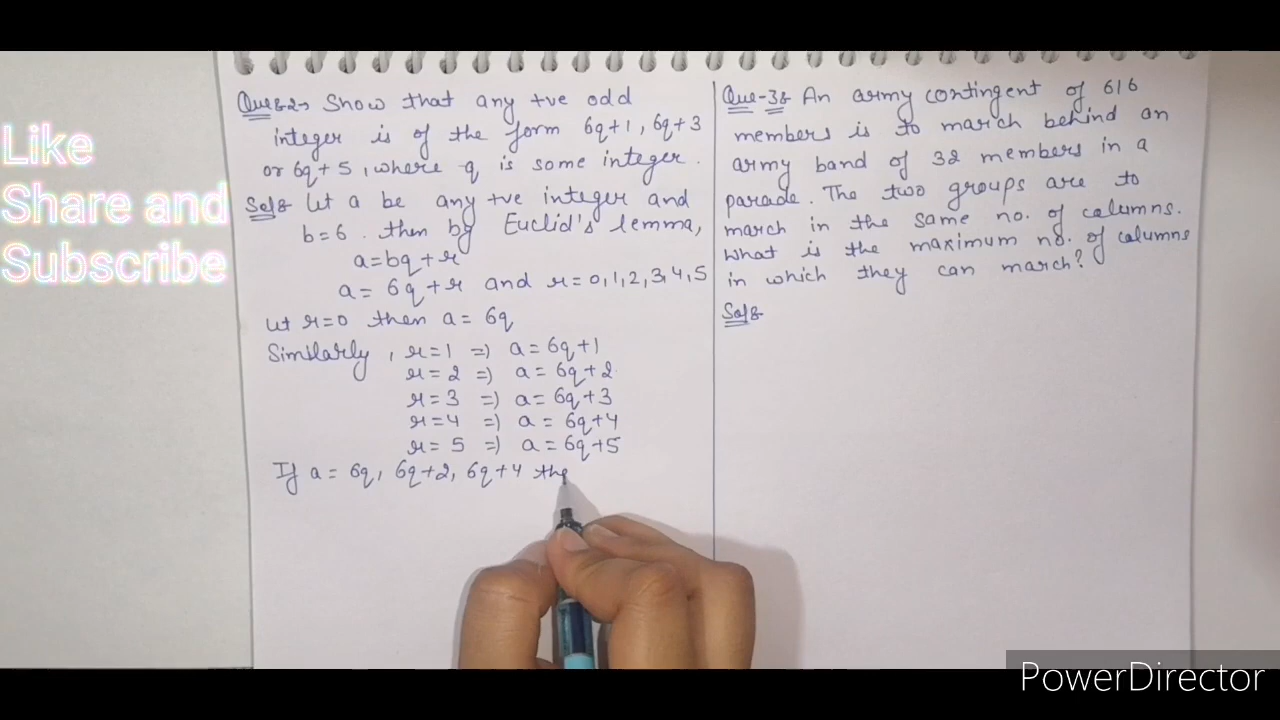 Like
Share and
Subscribe
Que 2→ Show that any +ve odd
integer is of the form 6q+1, 6q+3
or 6q+5, where q is some integer.
Sol: Let a be any +ve integer and
b=6. then by Euclid's lemma,
a=bq+r
a= 6q+r and r=0,1,2,3,4,5
Let r=0 then a= 6q
Similarly, r=1 =) a=6q+1
r=2 =) a=6q+2
r=3 =) a=6q+3
r=4 =) a=6q+4
r=5 =) a=6q+5
If a= 6q, 6q+2, 6q+4 the
Que-3: An army contingent of 616
members is to march behind an
army band of 32 members in a
parade. The two groups are to
march in the same no. of columns.
What is the maximum no. of columns
in which they can march?
Sol:
PowerDirector